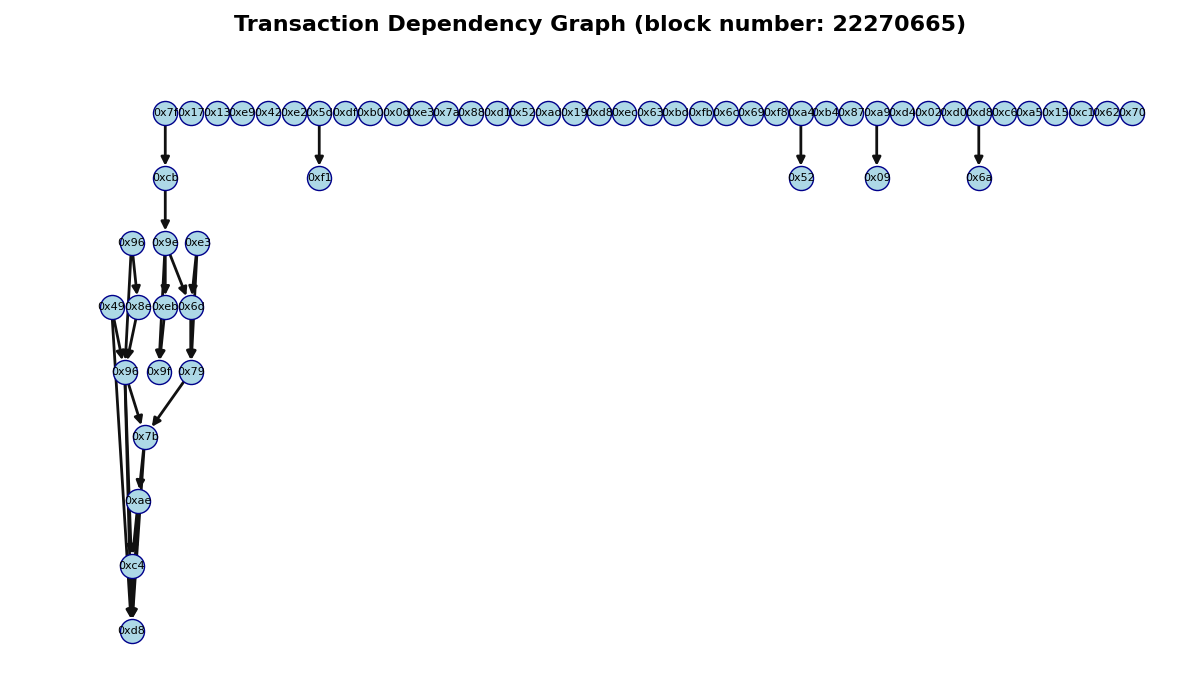 Transaction Dependency Graph (block number: 22270665)
0x7f 0x17 0x13 0xe9 0x42 0xe2 0x5d 0xdf 0xb0 0x0d 0xe3 0x7a 0x88 0xd1 0x52 0xad 0x19 0xd8 0xec 0x63 0xbd 0xfb 0x6c 0x69 0xf8 0xa4 0xb4 0x87 0xa9 0xd4 0x02 0xd0 0xd8 0xc6 0xa5 0x15 0xc1 0x62 0x70
0xcb 0xf1 0x52 0x09 0x6a
0x96 0x9e 0xe3
0x49 0x8e 0xeb 0x6d
0x96 0x9f 0x79
0x7b
0xae
0xc4
0xd8